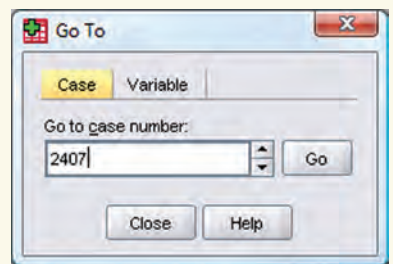 Go To
Case Variable
Go to case number:
2407 Go
Close Help